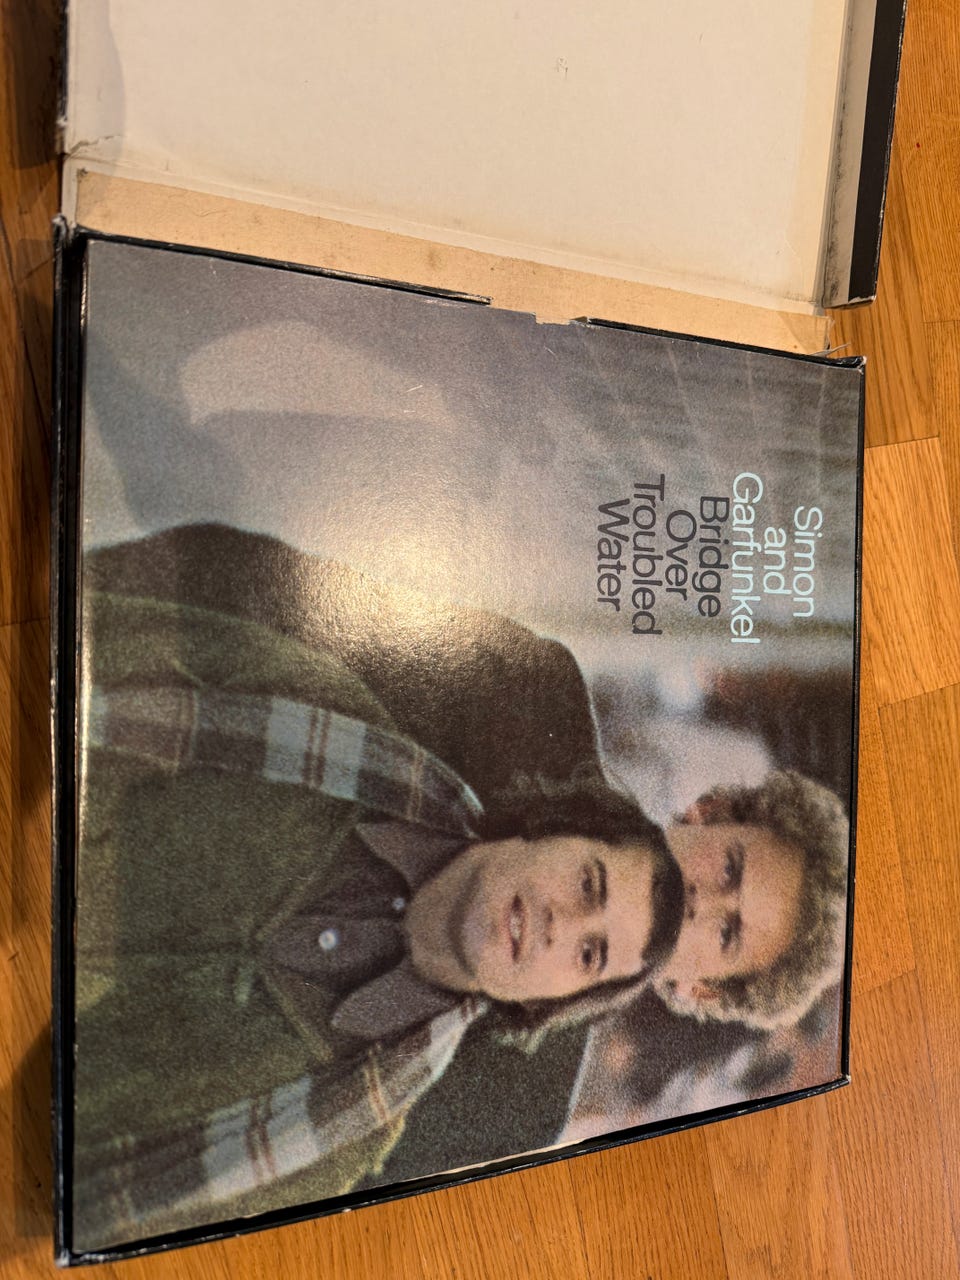 Simon
and
Garfunkel
Bridge
Over
Troubled
Water